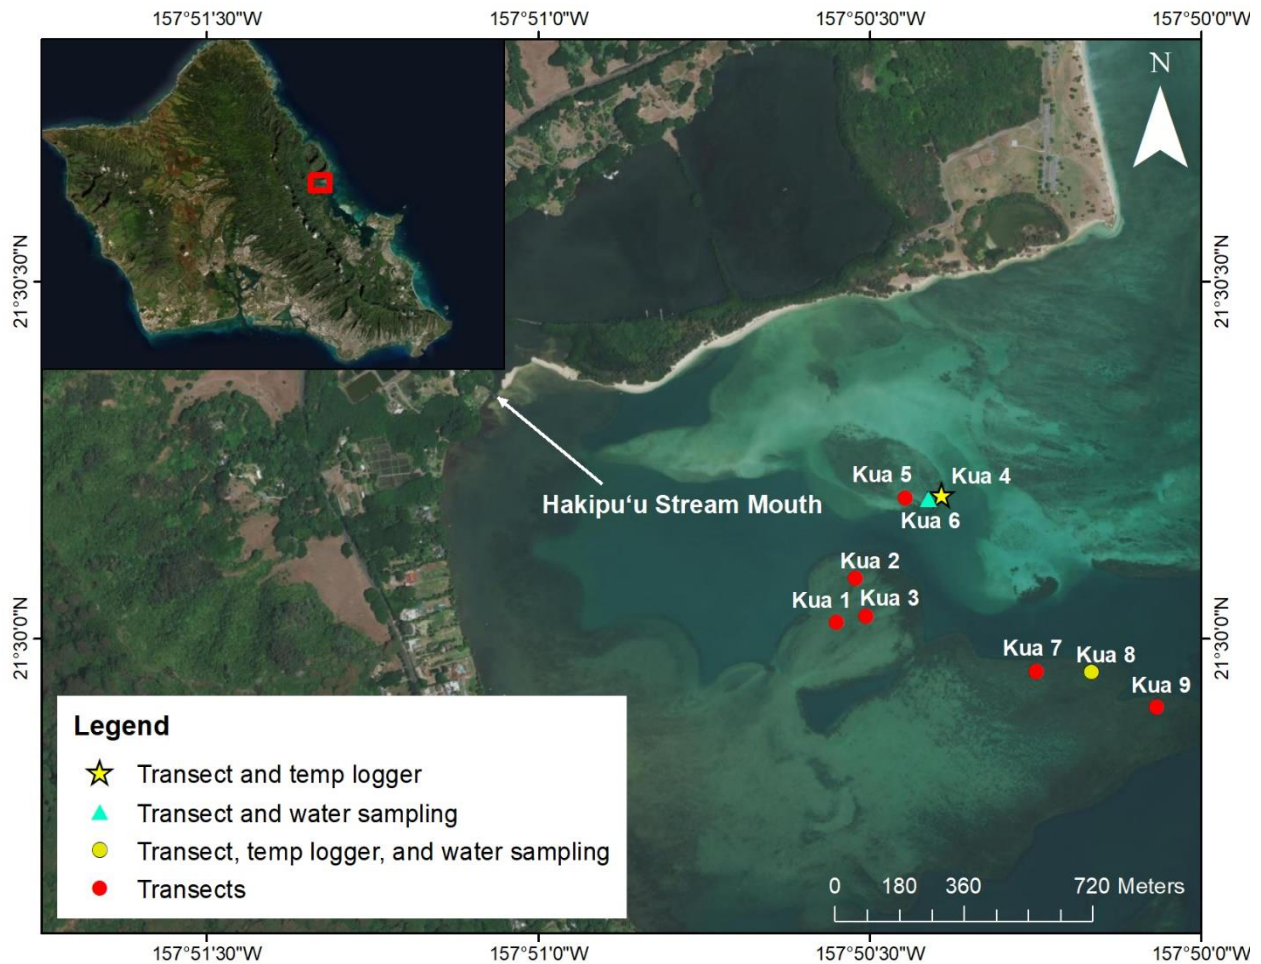 157°51'30"W 157°51'0"W 157°50'30"W 157°50'0"W
N
21°30'30"N
21°30'30"N
Hakipuʻu Stream Mouth
Kua 5
Kua 4
Kua 6
Kua 2
Kua 1
Kua 3
21°30'0"N
21°30'0"N
Kua 7
Kua 8
Kua 9
Legend
Transect and temp logger
Transect and water sampling
Transect, temp logger, and water sampling
Transects
0 180 360 720 Meters
157°51'30"W 157°51'0"W 157°50'30"W 157°50'0"W